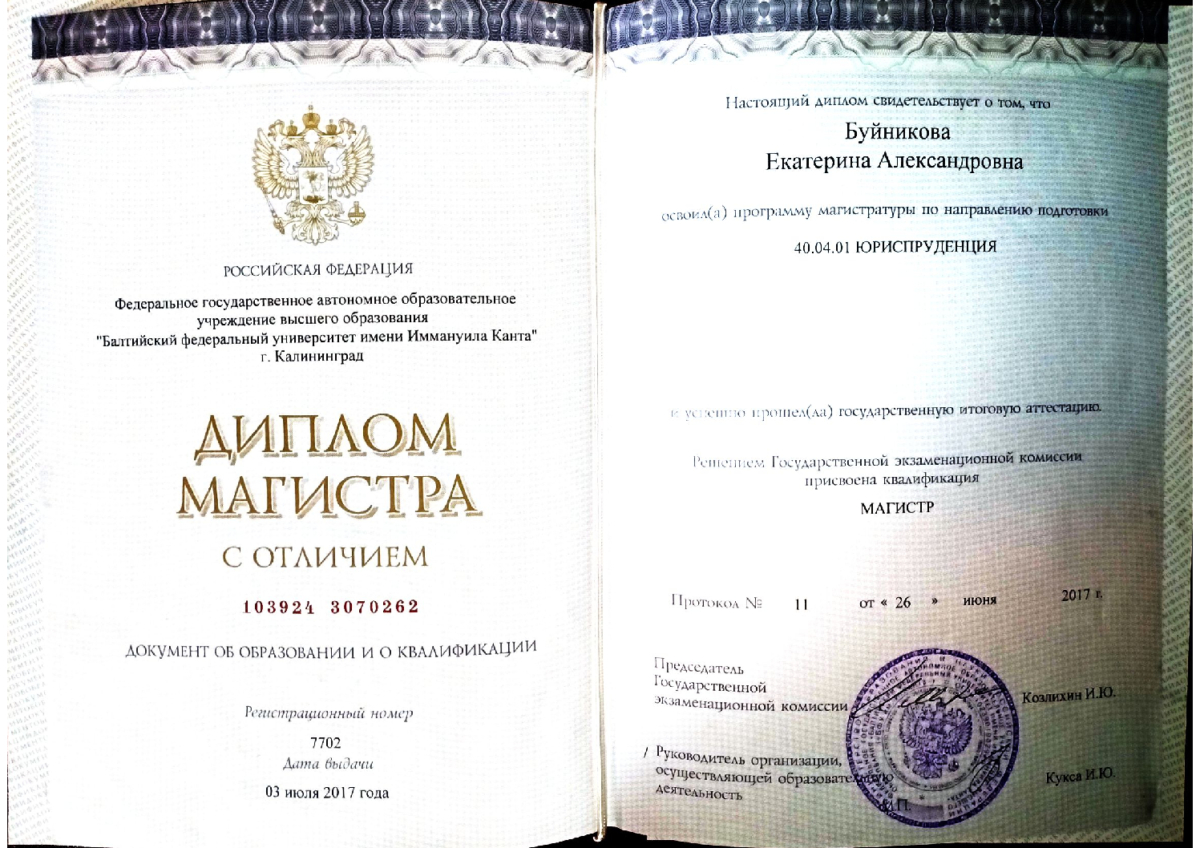 РОССИЙСКАЯ ФЕДЕРАЦИЯ
Федеральное государственное автономное образовательное
учреждение высшего образования
"Балтийский федеральный университет имени Иммануила Канта"
г. Калининград
ДИПЛОМ
МАГИСТРА
С ОТЛИЧИЕМ
103924 3070262
ДОКУМЕНТ ОБ ОБРАЗОВАНИИ И О КВАЛИФИКАЦИИ
Регистрационный номер
7702
Дата выдачи
03 июля 2017 года
Настоящий диплом свидетельствует о том, что
Буйникова
Екатерина Александровна
освоил(а) программу магистратуры по направлению подготовки
40.04.01 ЮРИСПРУДЕНЦИЯ
и успешно прошел(ла) государственную итоговую аттестацию.
Решением Государственной экзаменационной комиссии
присвоена квалификация
МАГИСТР
Протокол № 11 от « 26 » июня 2017 г.
Председатель
Государственной
экзаменационной комиссии
Козлихин И.Ю.
/ Руководитель организации,
осуществляющей образовательную
деятельность
Кукса И.Ю.
М.П.